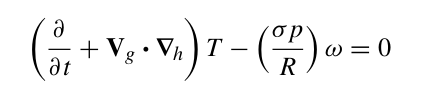 (∂/∂t + V_g • ∇_h) T − (σp/R) ω = 0